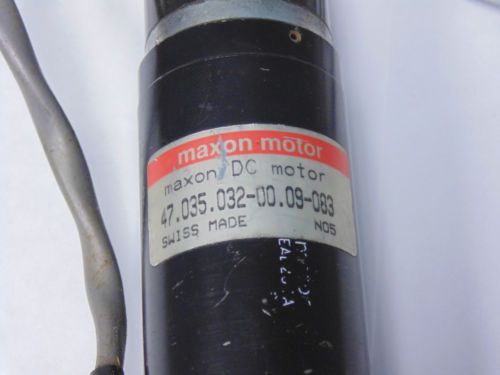 maxon motor
maxon DC motor
47.035.032-00.09-083
SWISS MADE N05